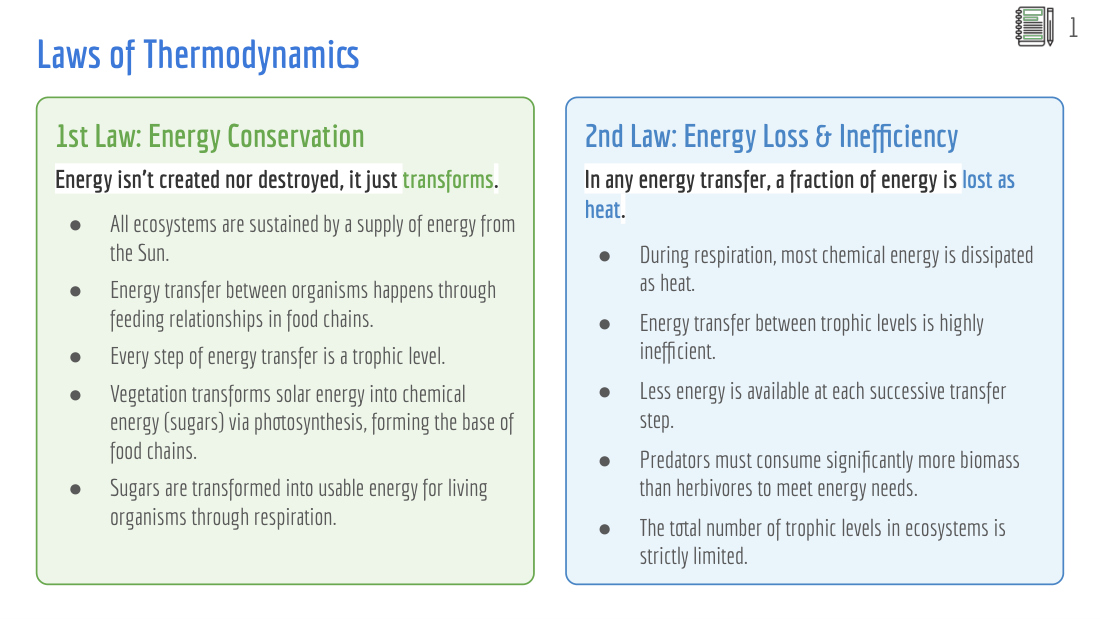 1
Laws of Thermodynamics
1st Law: Energy Conservation
Energy isn't created nor destroyed, it just transforms.
● All ecosystems are sustained by a supply of energy from
the Sun.
● Energy transfer between organisms happens through
feeding relationships in food chains.
● Every step of energy transfer is a trophic level.
● Vegetation transforms solar energy into chemical
energy (sugars) via photosynthesis, forming the base of
food chains.
● Sugars are transformed into usable energy for living
organisms through respiration.
2nd Law: Energy Loss & Inefficiency
In any energy transfer, a fraction of energy is lost as
heat.
● During respiration, most chemical energy is dissipated
as heat.
● Energy transfer between trophic levels is highly
inefficient.
● Less energy is available at each successive transfer
step.
● Predators must consume significantly more biomass
than herbivores to meet energy needs.
● The total number of trophic levels in ecosystems is
strictly limited.